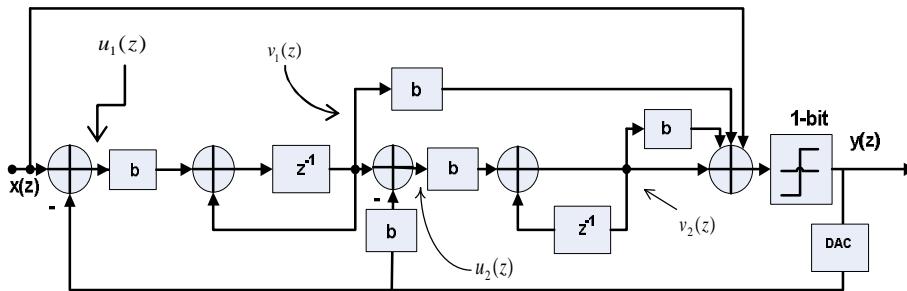 u₁(z)
v₁(z)
b
b
1-bit
y(z)
x(z)
b
z⁻¹
b
-
-
b
z⁻¹
v₂(z)
DAC
u₂(z)